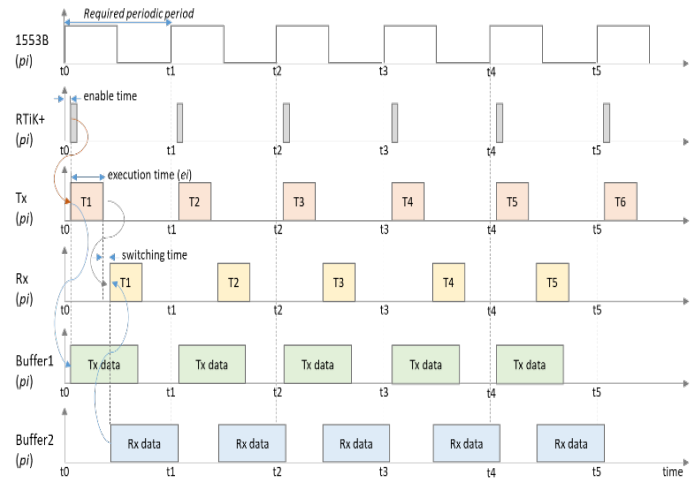 Required periodic period
1553B
(pi)
t0 t1 t2 t3 t4 t5
enable time
RTiK+
(pi)
t0 t1 t2 t3 t4 t5
execution time (ei)
Tx
(pi)
T1 T2 T3 T4 T5 T6
t0 t1 t2 t3 t4 t5
switching time
Rx
(pi)
T1 T2 T3 T4 T5
t0 t1 t2 t3 t4 t5
Buffer1
(pi)
Tx data Tx data Tx data Tx data Tx data
t0 t1 t2 t3 t4 t5
Buffer2
(pi)
Rx data Rx data Rx data Rx data Rx data
t0 t1 t2 t3 t4 t5 time